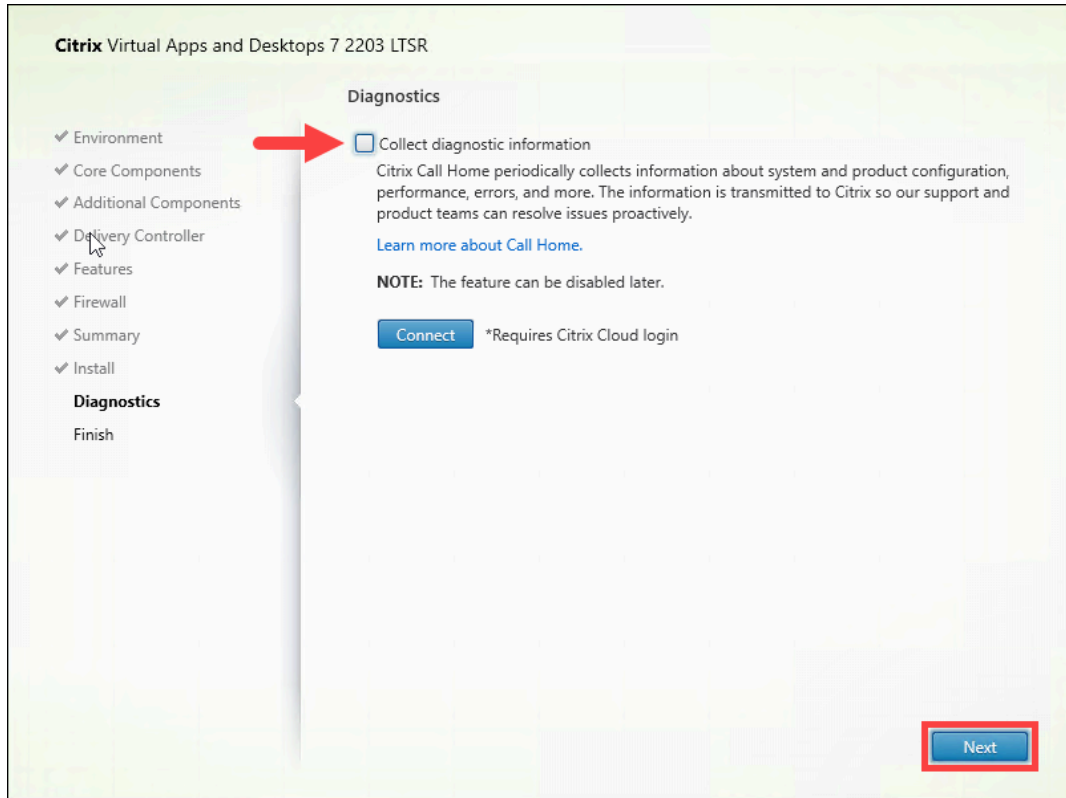 Citrix Virtual Apps and Desktops 7 2203 LTSR
Environment
Core Components
Additional Components
Delivery Controller
Features
Firewall
Summary
Install
Diagnostics
Finish
Diagnostics
Collect diagnostic information
Citrix Call Home periodically collects information about system and product configuration,
performance, errors, and more. The information is transmitted to Citrix so our support and
product teams can resolve issues proactively.
Learn more about Call Home.
NOTE: The feature can be disabled later.
Connect *Requires Citrix Cloud login
Next